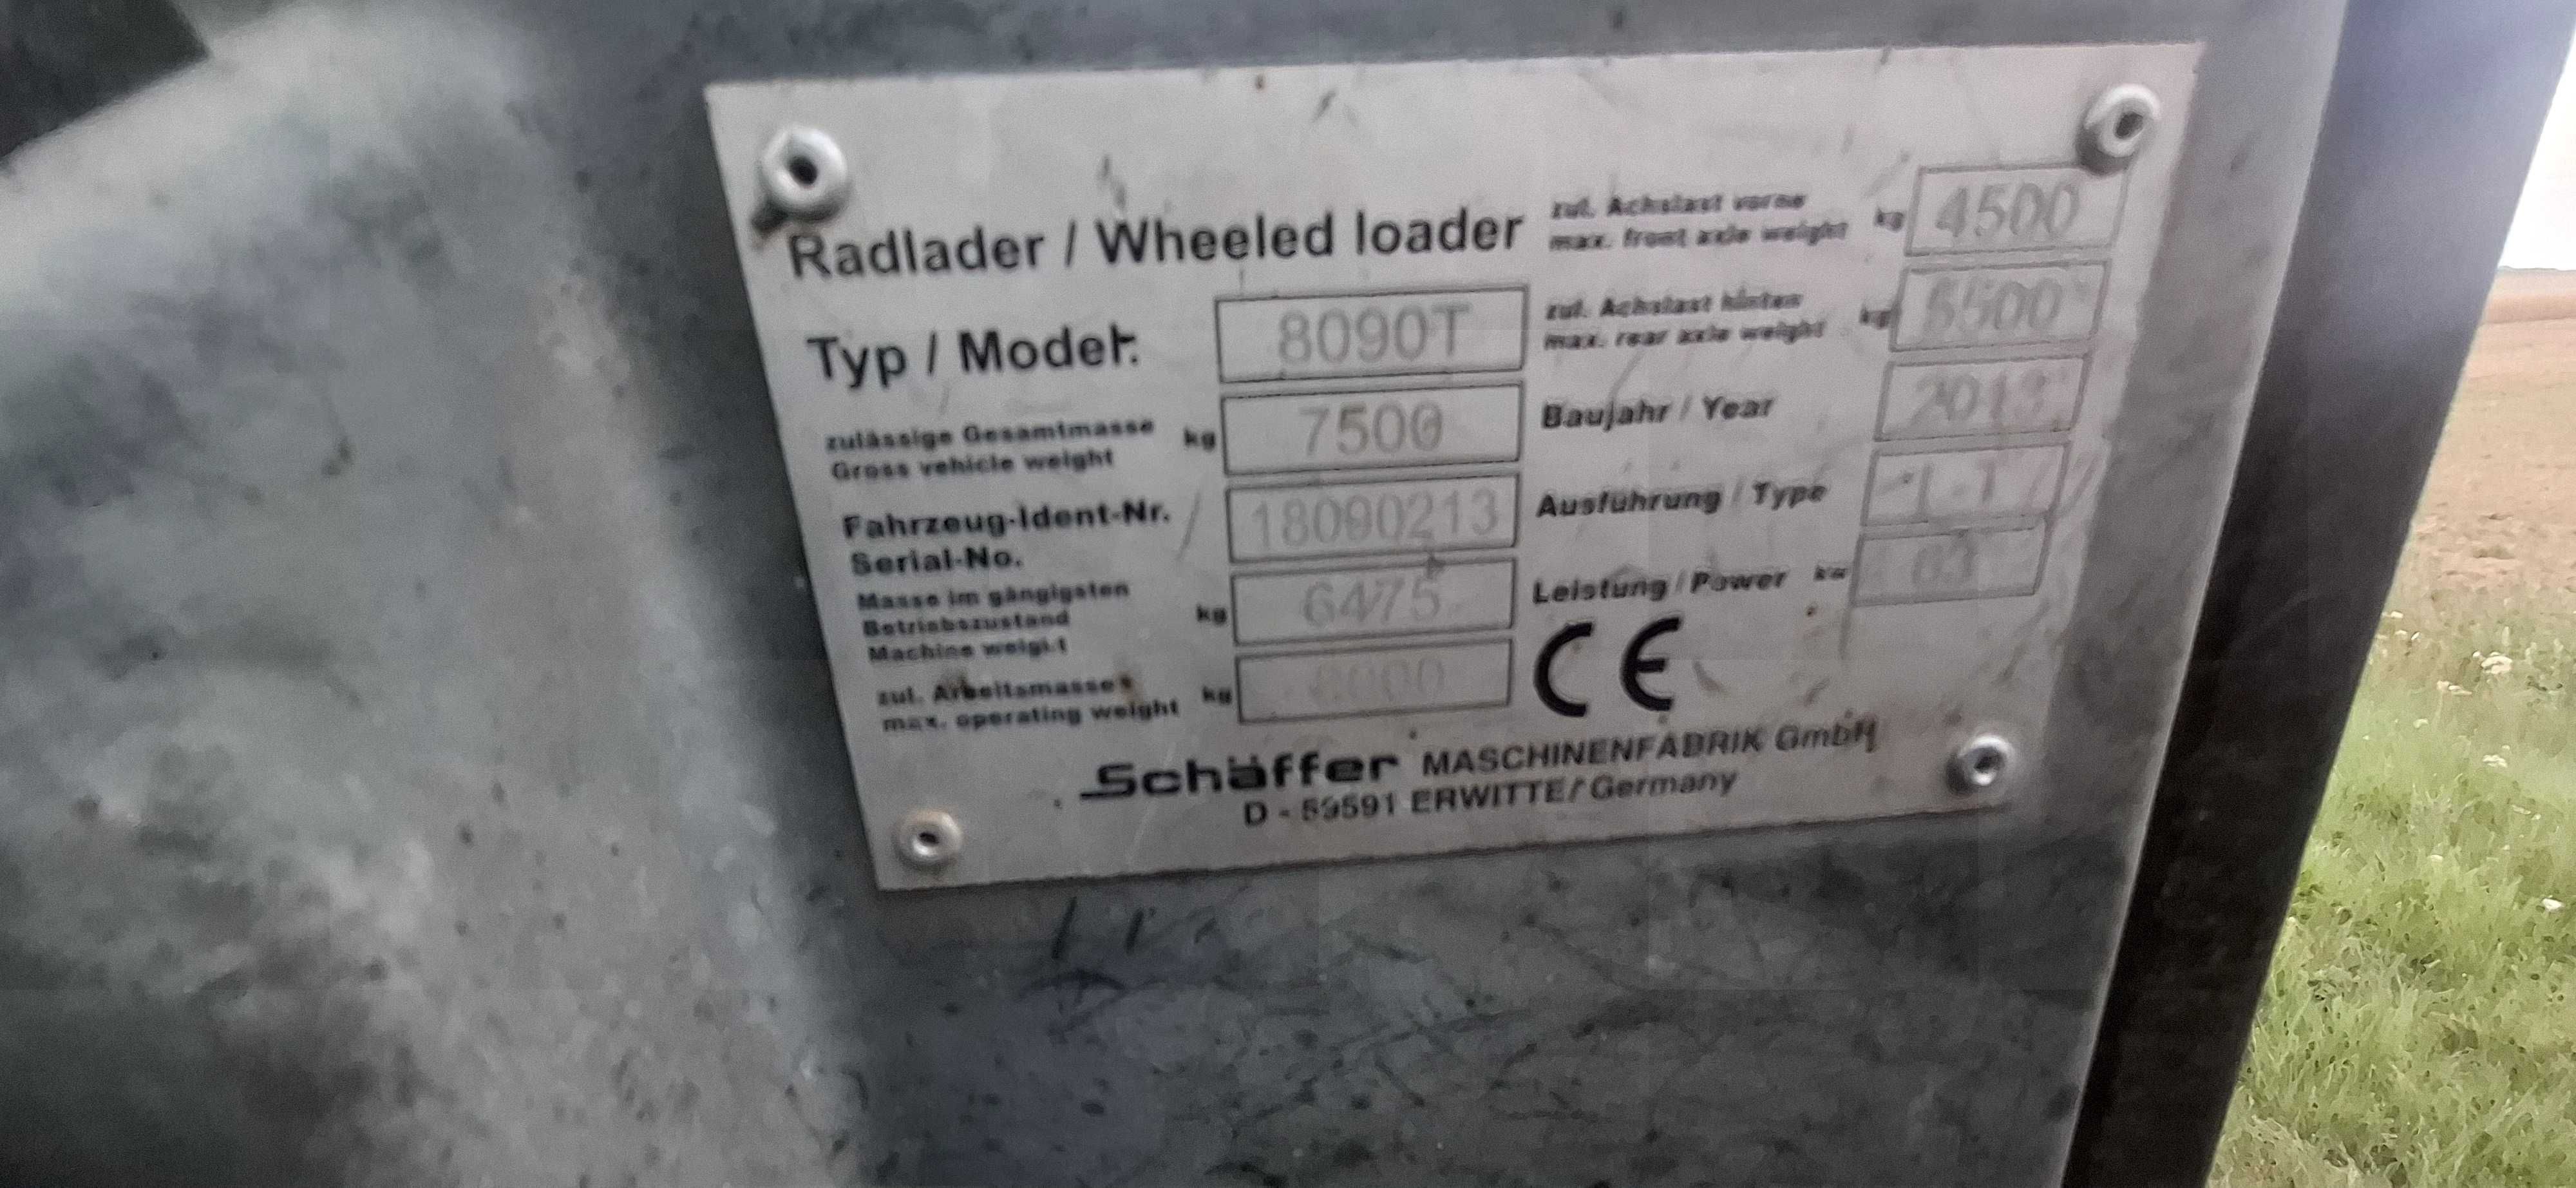 Radlader / Wheeled loader
Typ / Model: 8090T
zulässige Gesamtmasse
Gross vehicle weight kg 7500
Fahrzeug-Ident-Nr.
Serial-No. 18090213
Masse im gängigsten
Betriebszustand
Machine weight kg 6475
zul. Arbeitsmasse
max. operating weight kg
zul. Achslast vorne
max. front axle weight kg 4500
zul. Achslast hinten
max. rear axle weight kg
Baujahr / Year 2013
Ausführung / Type
Leistung / Power kw
CE
Schäffer MASCHINENFABRIK GmbH
D - 59591 ERWITTE / Germany